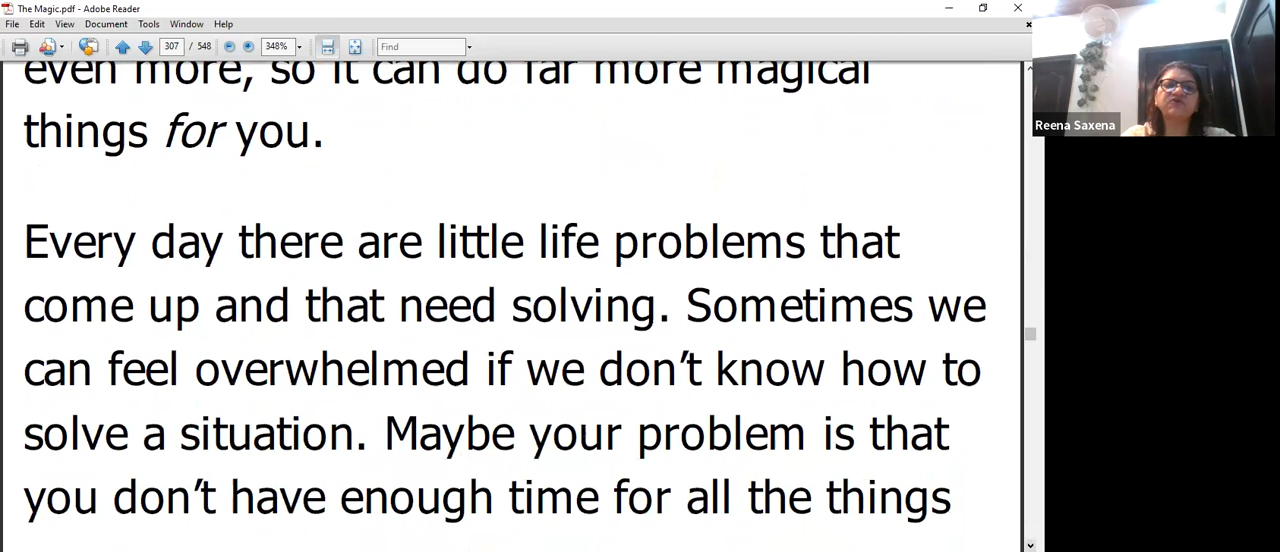 The Magic.pdf - Adobe Reader
File Edit View Document Tools Window Help
307 / 548 348% Find
even more, so it can do far more magical
things for you.
Every day there are little life problems that
come up and that need solving. Sometimes we
can feel overwhelmed if we don't know how to
solve a situation. Maybe your problem is that
you don't have enough time for all the things
Reena Saxena